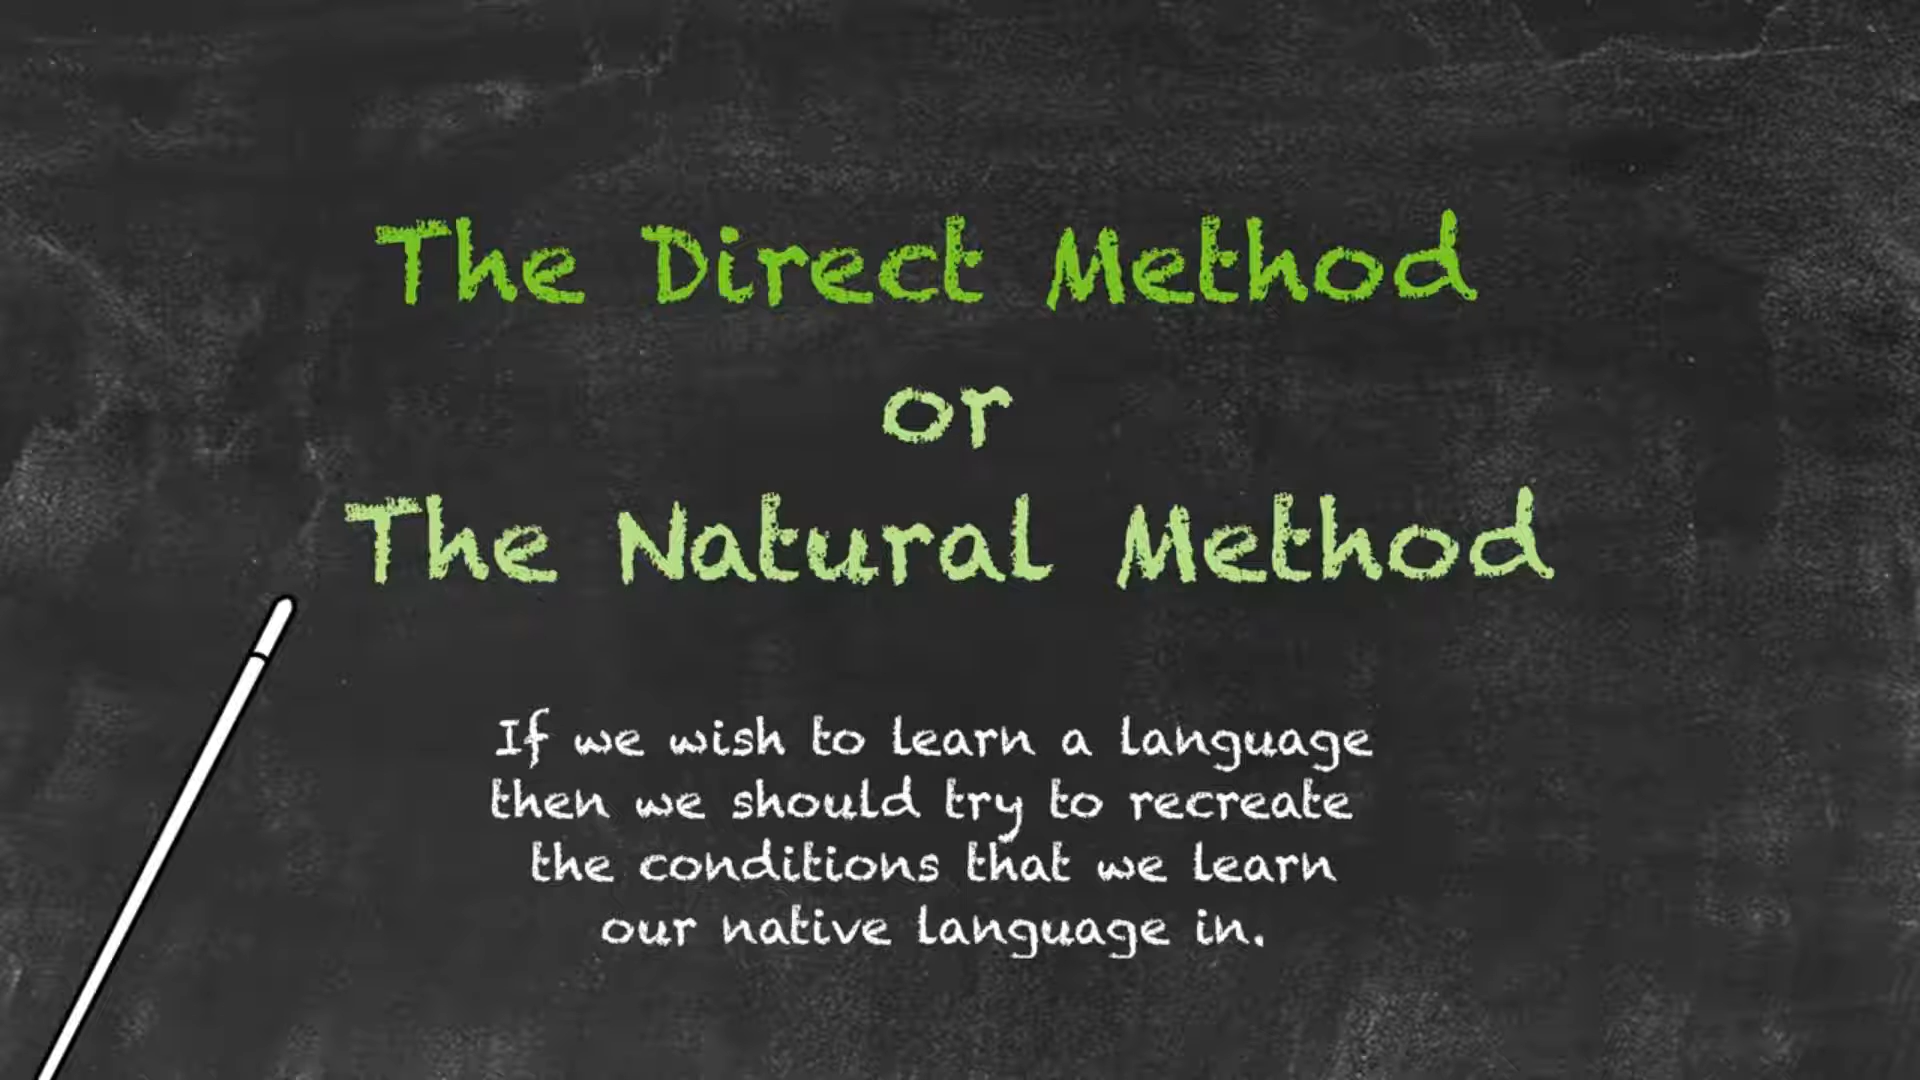 The Direct Method
or
The Natural Method
If we wish to learn a language
then we should try to recreate
the conditions that we learn
our native language in.